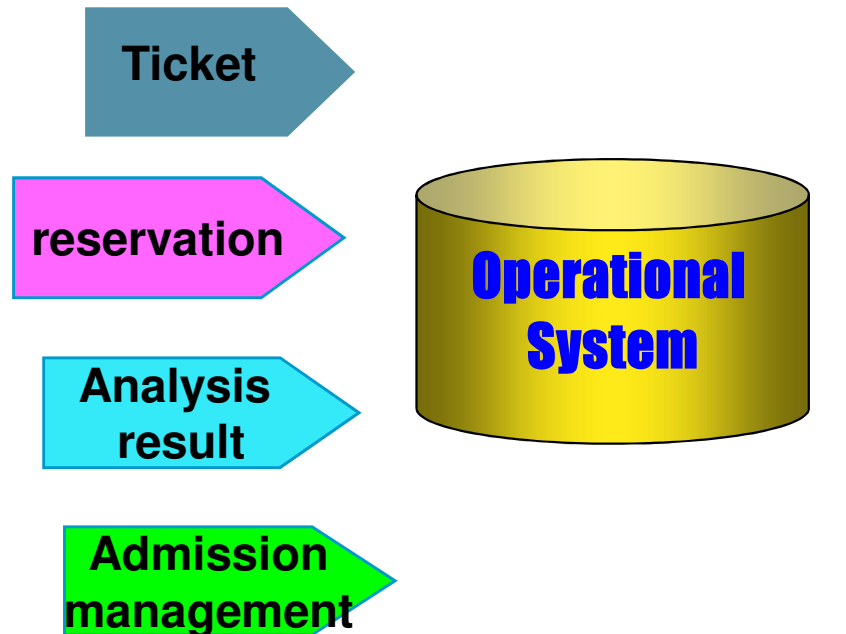 Ticket
reservation
Analysis
result
Admission
management
Operational
System